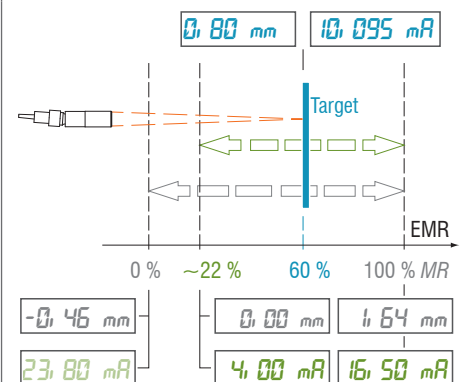 0,80 mm 10,095 mA
Target
EMR
0 % ~22 % 60 % 100 % MR
-0,46 mm 0,00 mm 1,64 mm
23,80 mA 4,00 mA 16,50 mA